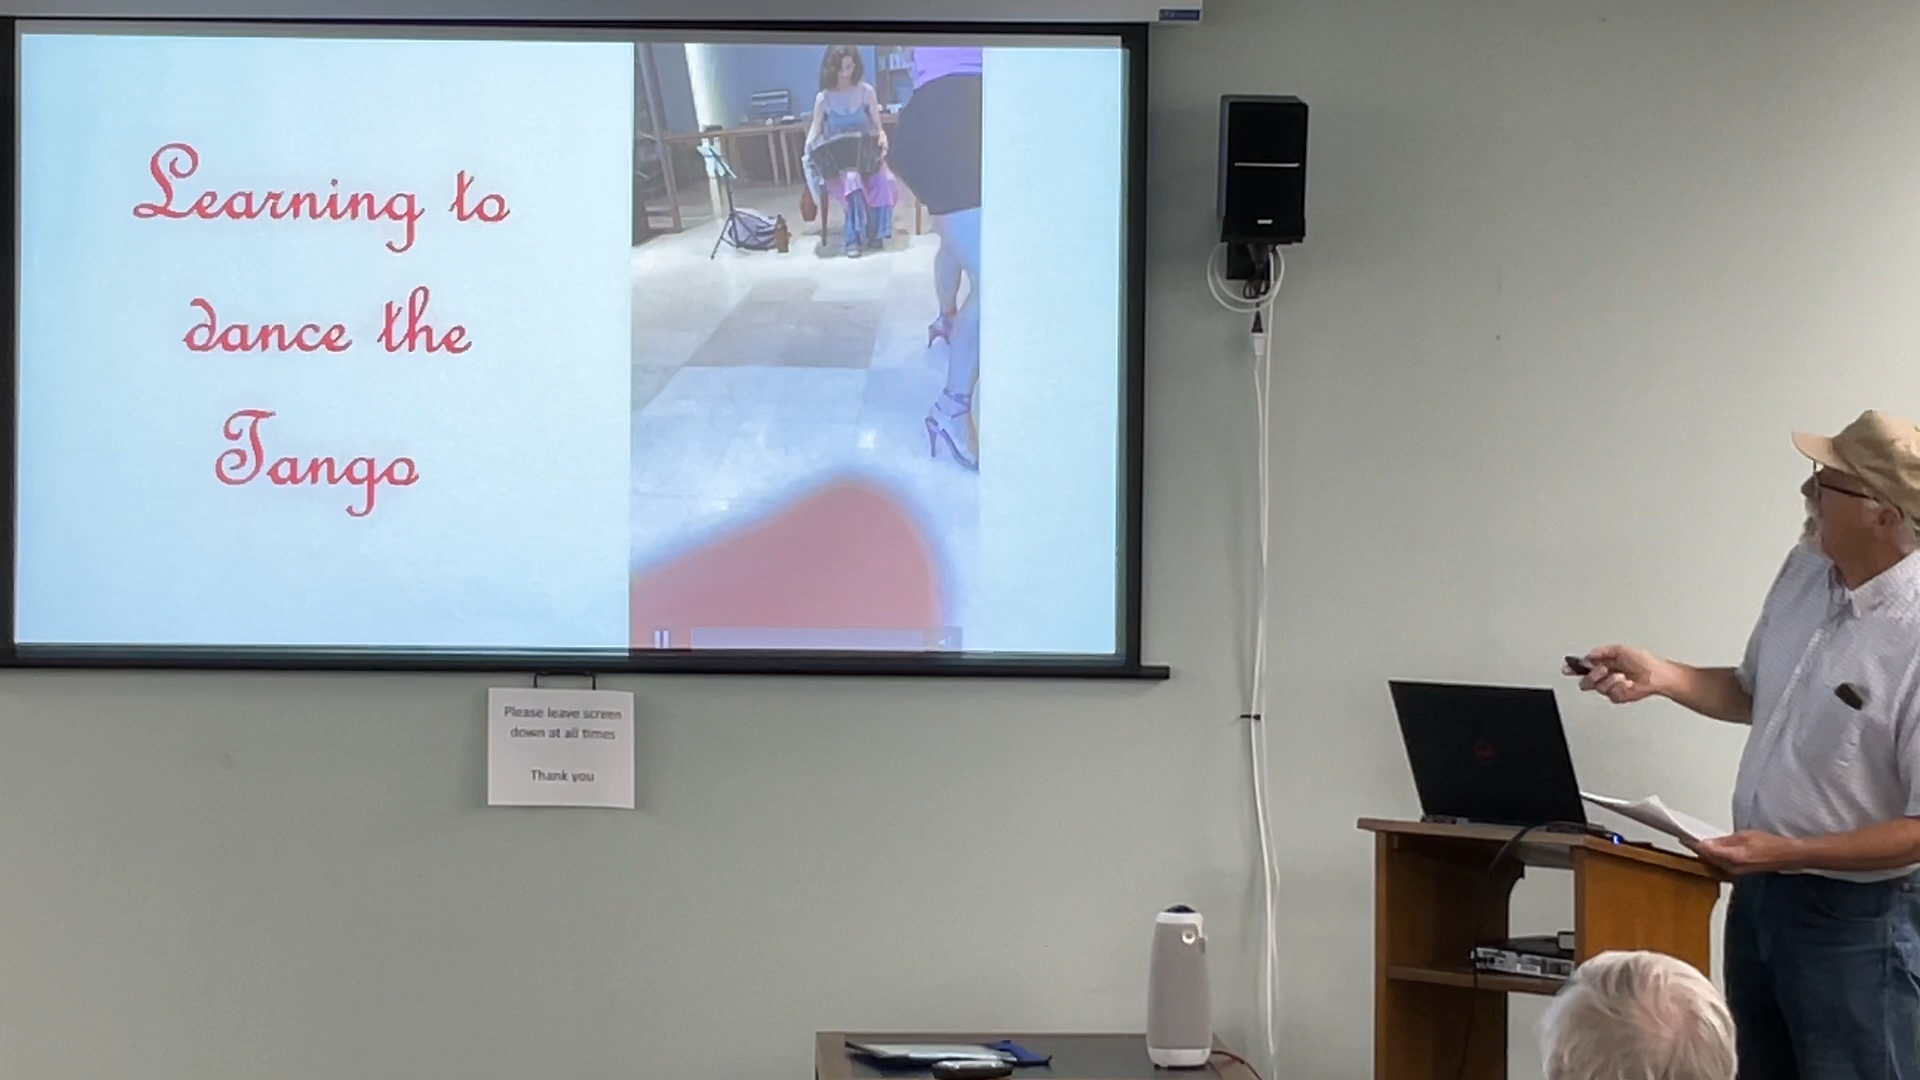 Learning to
dance the
Tango
Please leave screen
down at all times
Thank you